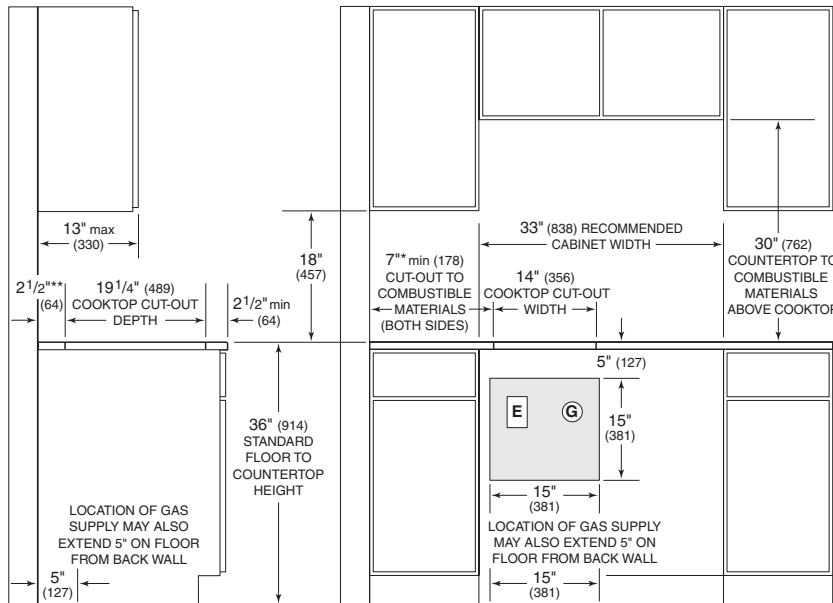 13" max
(330)
2 1/2"**
(64)
19 1/4" (489)
COOKTOP CUT-OUT
DEPTH
2 1/2" min
(64)
18"
(457)
36" (914)
STANDARD
FLOOR TO
COUNTERTOP
HEIGHT
LOCATION OF GAS
SUPPLY MAY ALSO
EXTEND 5" ON FLOOR
FROM BACK WALL
5"
(127)
33" (838) RECOMMENDED
CABINET WIDTH
7"* min (178)
CUT-OUT TO
COMBUSTIBLE
MATERIALS
(BOTH SIDES)
14" (356)
COOKTOP CUT-OUT
WIDTH
30" (762)
COUNTERTOP TO
COMBUSTIBLE
MATERIALS
ABOVE COOKTOP
5" (127)
E
G
15"
(381)
15"
(381)
LOCATION OF GAS SUPPLY
MAY ALSO EXTEND 5" ON
FLOOR FROM BACK WALL
15"
(381)